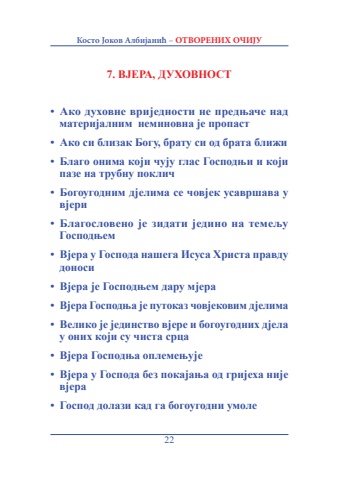 Косто Јоков Албијанић – ОТВОРЕНИХ ОЧИЈУ
7. ВЈЕРА, ДУХОВНОСТ
• Ако духовне вриједности не предњаче над
материјалним неминовна је пропаст
• Ако си близак Богу, брату си од брата ближи
• Благо онима који чују глас Господњи и који
пазе на трубну поклич
• Богоугодним дјелима се човјек усавршава у
вјери
• Благословено је зидати једино на темељу
Господњем
• Вјера у Господа нашега Исуса Христа правду
доноси
• Вјера је Господњем дару мјера
• Вјера Господња је путоказ човјековим дјелима
• Велико је јединство вјере и богоугодних дјела
у оних који су чиста срца
• Вјера Господња оплемењује
• Вјера у Господа без покајања од гријеха није
вјера
• Господ долази кад га богоугодни умоле
22